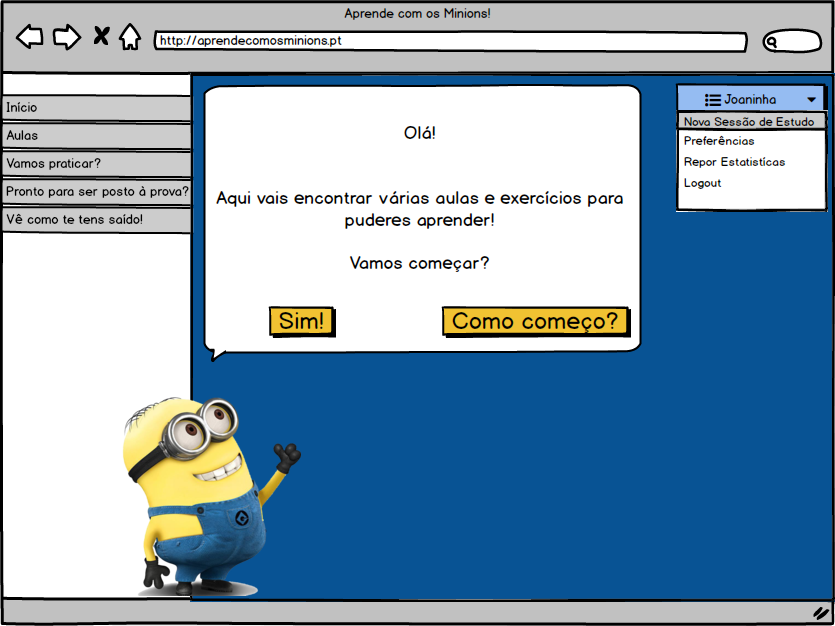 Aprende com os Minions!
http://aprendecomosminions.pt
Início
Aulas
Vamos praticar?
Pronto para ser posto à prova?
Vê como te tens saído!
Olá!
Aqui vais encontrar várias aulas e exercícios para
puderes aprender!
Vamos começar?
Sim!
Como começo?
Joaninha
Nova Sessão de Estudo
Preferências
Repor Estatistícas
Logout